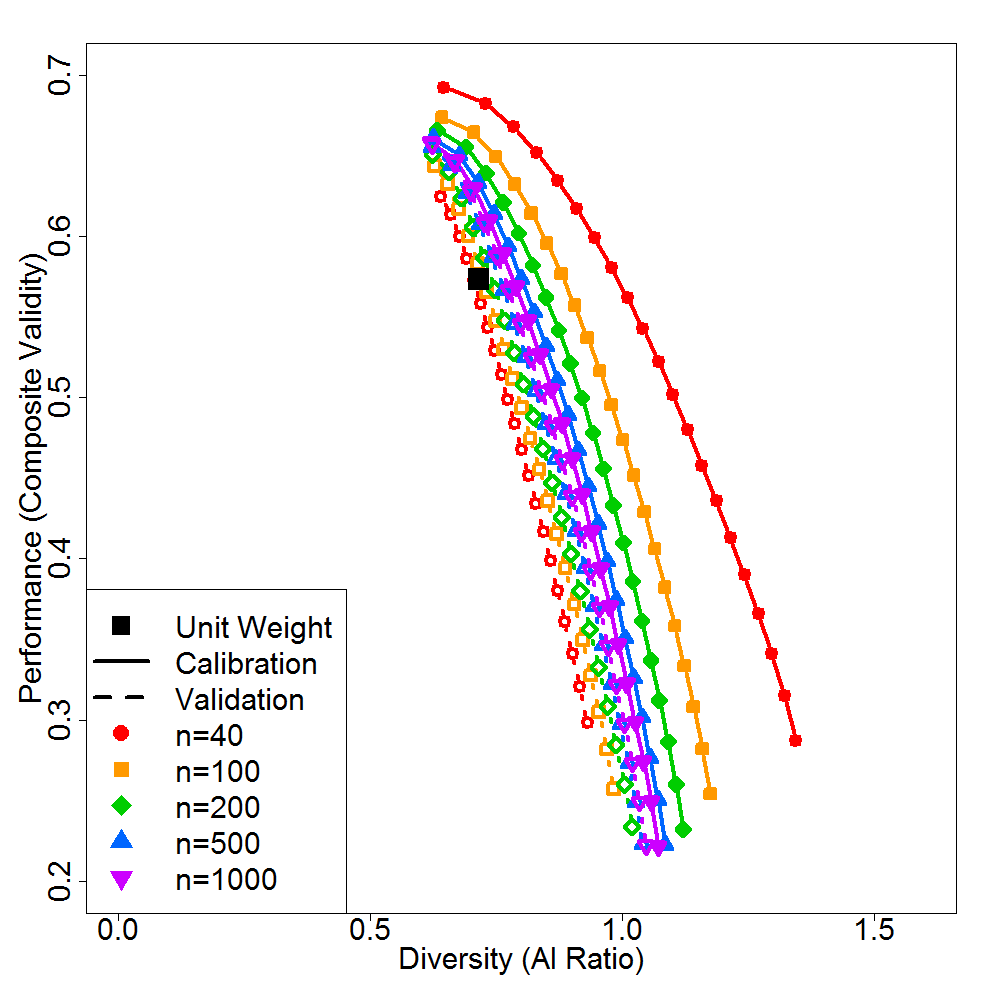 0.7
0.6
0.5
0.4
0.3
0.2
Performance (Composite Validity)
Unit Weight
Calibration
Validation
n=40
n=100
n=200
n=500
n=1000
0.0 0.5 1.0 1.5
Diversity (AI Ratio)